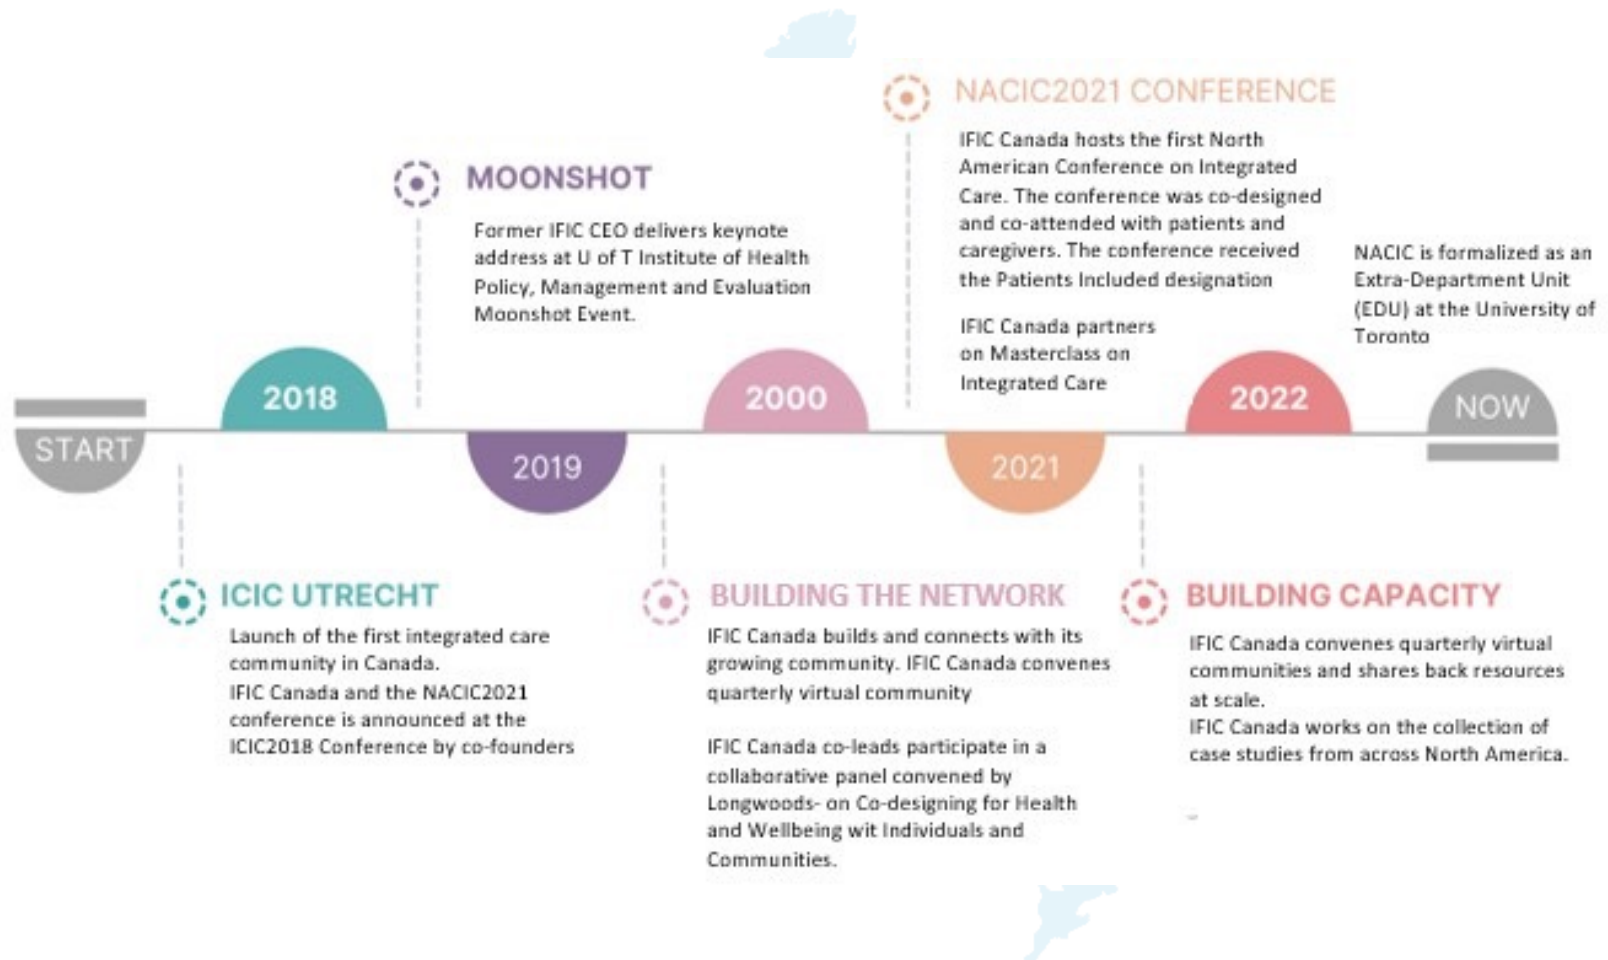 START
2018
ICIC UTRECHT
Launch of the first integrated care
community in Canada.
IFIC Canada and the NACIC2021
conference is announced at the
ICIC2018 Conference by co-founders
MOONSHOT
Former IFIC CEO delivers keynote
address at U of T Institute of Health
Policy, Management and Evaluation
Moonshot Event.
2019
2000
BUILDING THE NETWORK
IFIC Canada builds and connects with its
growing community. IFIC Canada convenes
quarterly virtual community
IFIC Canada co-leads participate in a
collaborative panel convened by
Longwoods- on Co-designing for Health
and Wellbeing wit Individuals and
Communities.
NACIC2021 CONFERENCE
IFIC Canada hosts the first North
American Conference on Integrated
Care. The conference was co-designed
and co-attended with patients and
caregivers. The conference received
the Patients Included designation
IFIC Canada partners
on Masterclass on
Integrated Care
2021
2022
BUILDING CAPACITY
IFIC Canada convenes quarterly virtual
communities and shares back resources
at scale.
IFIC Canada works on the collection of
case studies from across North America.
NACIC is formalized as an
Extra-Department Unit
(EDU) at the University of
Toronto
NOW